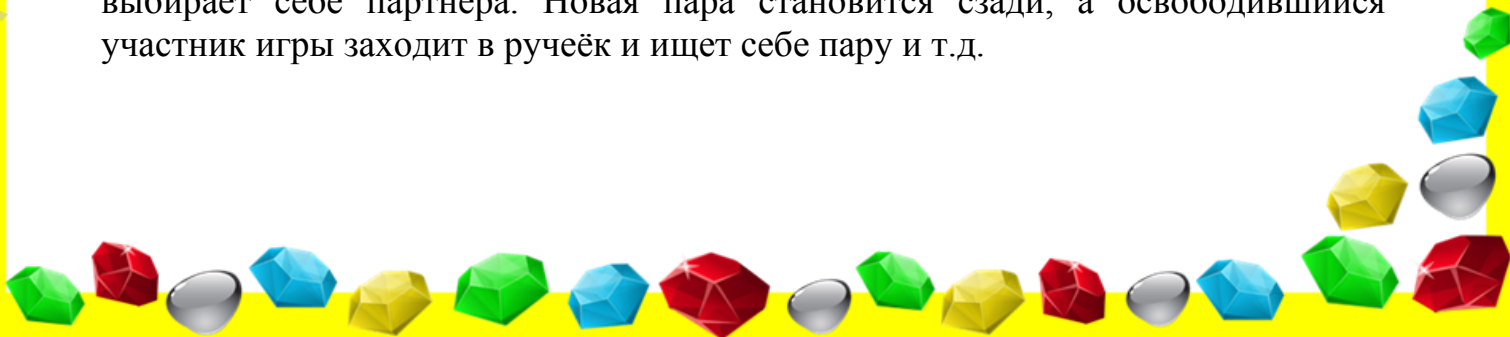 выбирает себе партнера. Новая пара становится сзади, а освободившийся
участник игры заходит в ручеёк и ищет себе пару и т.д.